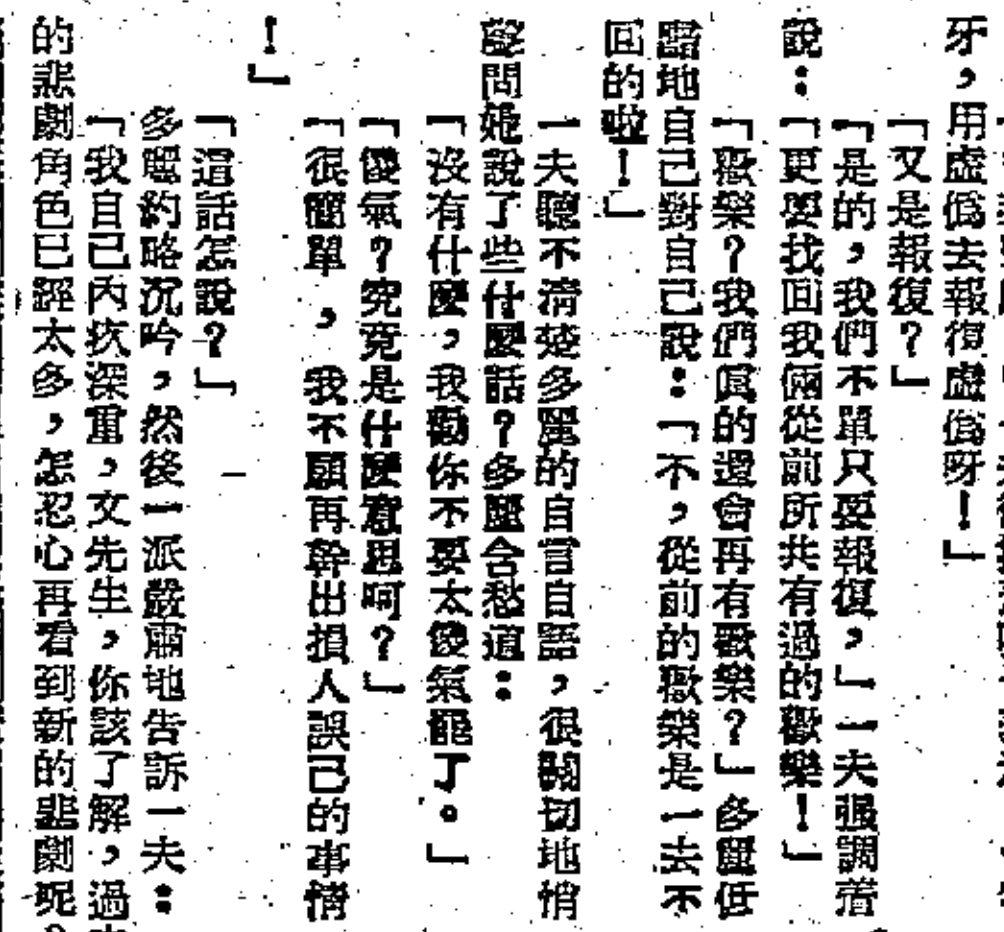 牙，用虛僞去報復虛僞呀！」
「又是報復？」
「是的，我們不單只要報復，」一夫强調着
說：「更要找回我倆從前所共有過的歡樂！」
「歡樂？我們眞的還會再有歡樂？」多麗低
語地自己對自己說：「不，從前的歡樂是一去不
回的啦！」
一夫聽不清楚多麗的自言自語，很關切地悄
聲問她說了些什麼話？多麗含愁道：
「沒有什麼，我勸你不要太傻氣罷了。」
「傻氣？究竟是什麼意思呵？」
「很簡單，我不願再幹出損人誤己的事情
！」
「這話怎說？」
多麗約略沉吟，然後一派嚴肅地告訴一夫：
「我自己內疚深重，文先生，你該了解，過
的悲劇角色已經太多，怎忍心再看到新的悲劇呢